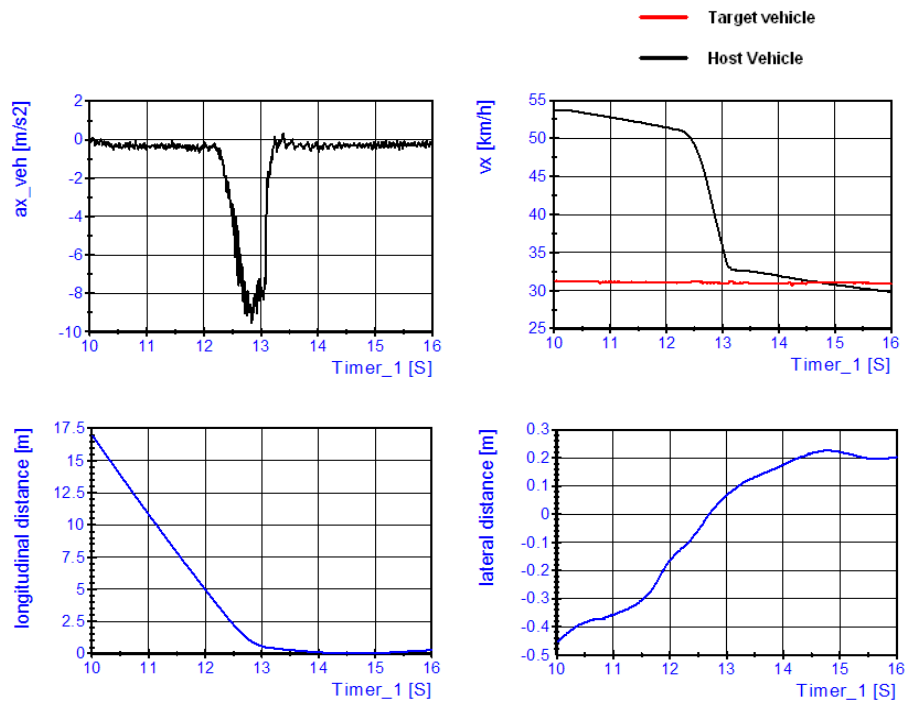 Target vehicle
Host Vehicle
ax_veh [m/s2]
2
0
-2
-4
-6
-8
-10
10 11 12 13 14 15 16
Timer_1 [S]
vx [km/h]
55
50
45
40
35
30
25
10 11 12 13 14 15 16
Timer_1 [S]
longitudinal distance [m]
17.5
15
12.5
10
7.5
5
2.5
0
10 11 12 13 14 15 16
Timer_1 [S]
lateral distance [m]
0.3
0.2
0.1
0
-0.1
-0.2
-0.3
-0.4
-0.5
10 11 12 13 14 15 16
Timer_1 [S]